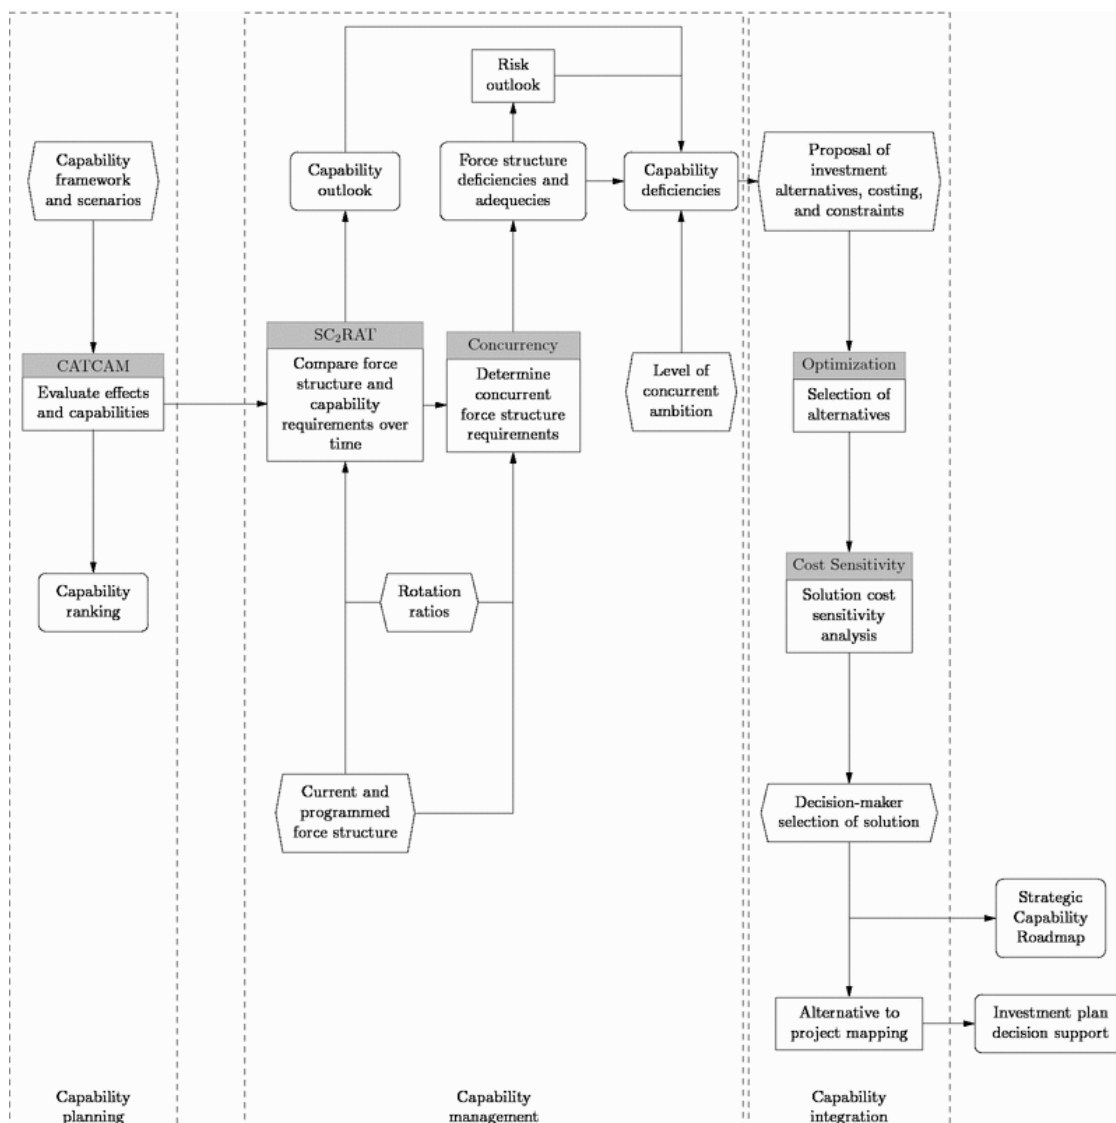 Capability
framework
and scenarios
CATCAM
Evaluate effects
and capabilities
Capability
ranking
Capability
planning
Risk
outlook
Capability
outlook
Force structure
deficiencies and
adequecies
Capability
deficiencies
SC₂RAT
Compare force
structure and
capability
requirements over
time
Concurrency
Determine
concurrent
force structure
requirements
Level of
concurrent
ambition
Rotation
ratios
Current and
programmed
force structure
Capability
management
Proposal of
investment
alternatives, costing,
and constraints
Optimization
Selection of
alternatives
Cost Sensitivity
Solution cost
sensitivity
analysis
Decision-maker
selection of solution
Strategic
Capability
Roadmap
Alternative to
project mapping
Investment plan
decision support
Capability
integration